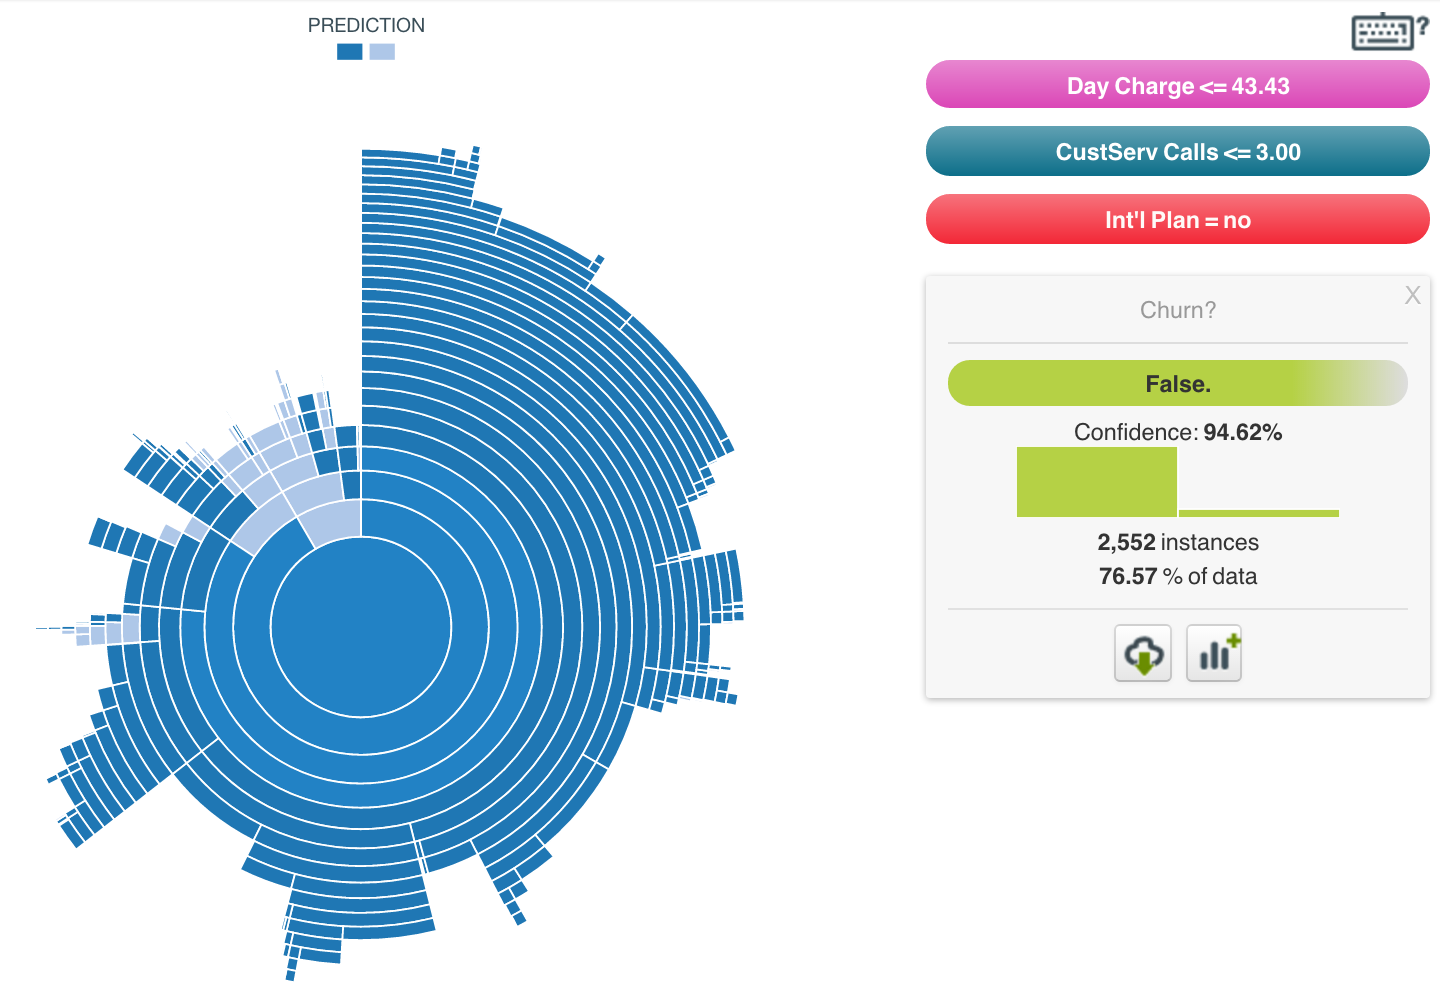 PREDICTION
?
Day Charge <= 43.43
CustServ Calls <= 3.00
Int'l Plan = no
X
Churn?
False.
Confidence: 94.62%
2,552 instances
76.57 % of data